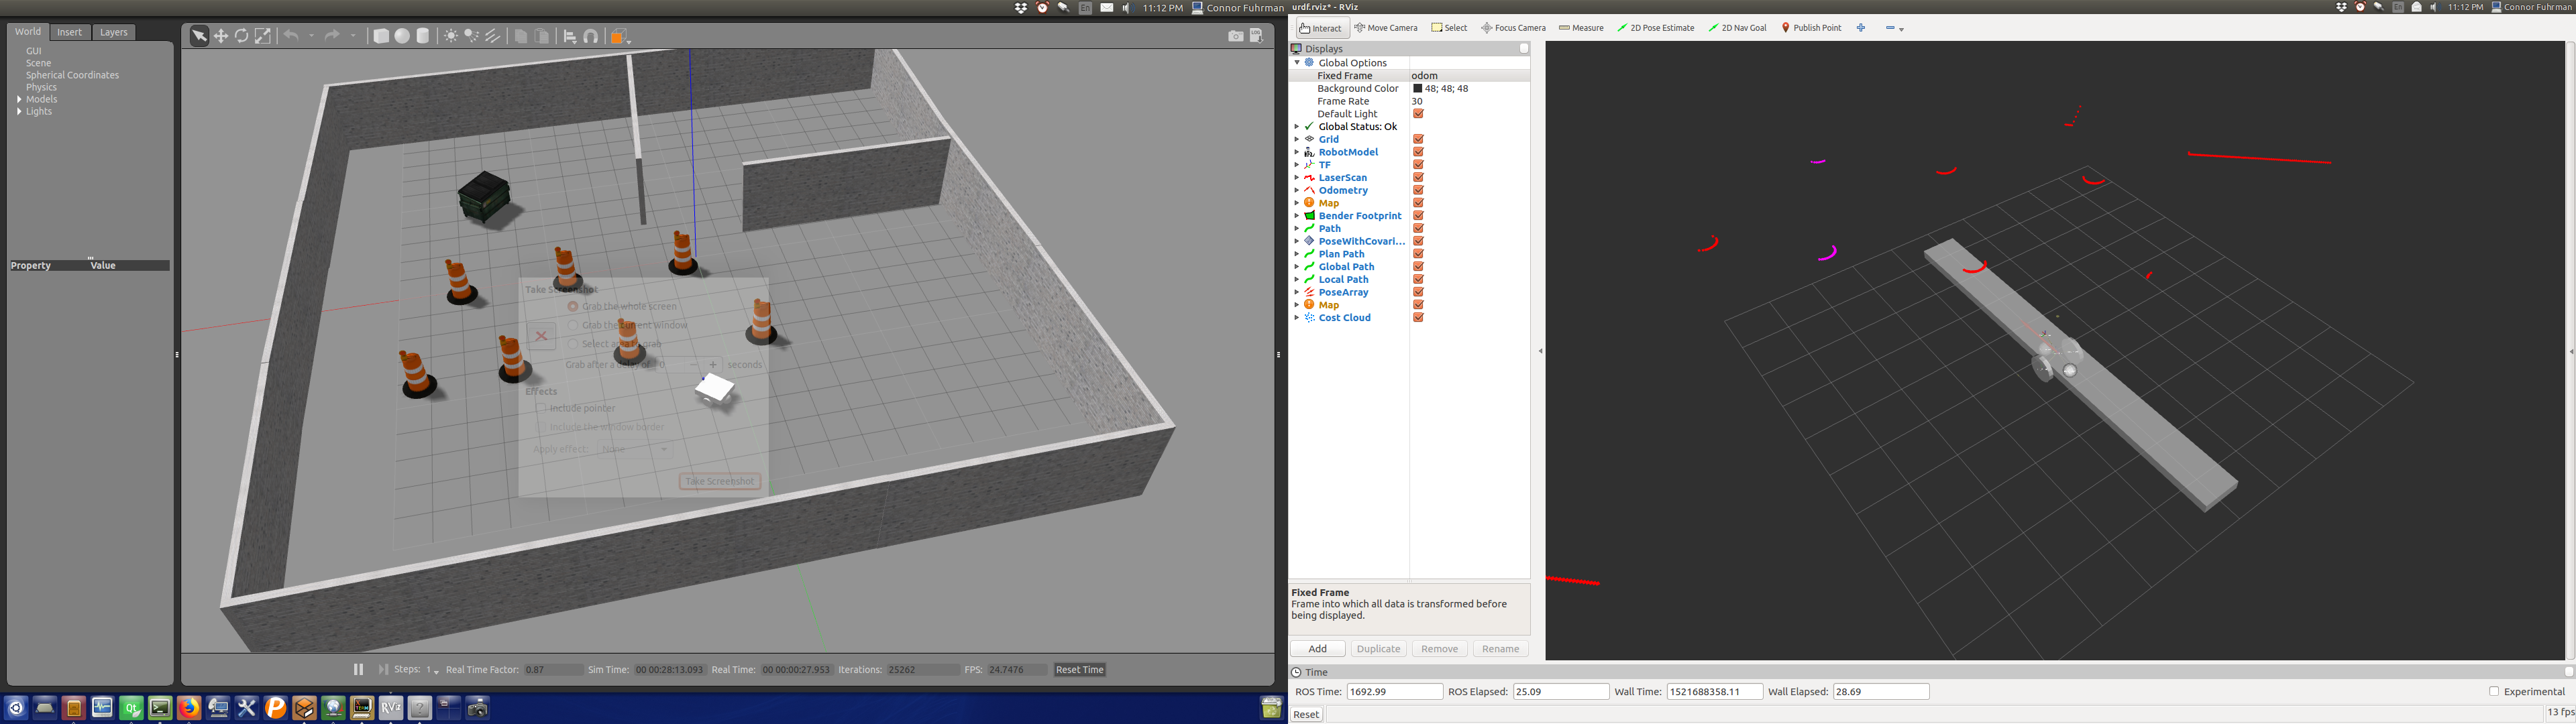 11:12 PM Connor Fuhrman
En
World Insert Layers
GUI
Scene
Spherical Coordinates
Physics
Models
Lights
Property Value
Take Screenshot
Grab the whole screen
Grab the current window
Select area to grab
Grab after a delay of 0 - + seconds
Effects
Include pointer
Include the window border
Apply effect: None
Take Screenshot
Steps: 1 Real Time Factor: 0.87 Sim Time: 00 00:28:13.093 Real Time: 00 00:00:27.953 Iterations: 25262 FPS: 24.7476 Reset Time
urdf.rviz* - RViz
En 11:12 PM Connor Fuhrman
Interact Move Camera Select Focus Camera Measure 2D Pose Estimate 2D Nav Goal Publish Point
Displays
Global Options
Fixed Frame odom
Background Color 48; 48; 48
Frame Rate 30
Default Light
Global Status: Ok
Grid
RobotModel
TF
LaserScan
Odometry
Map
Bender Footprint
Path
PoseWithCovari...
Plan Path
Global Path
Local Path
PoseArray
Map
Cost Cloud
Fixed Frame
Frame into which all data is transformed before
being displayed.
Add Duplicate Remove Rename
Time
ROS Time: 1692.99 ROS Elapsed: 25.09 Wall Time: 1521688358.11 Wall Elapsed: 28.69 Experimental
Reset 13 fps
Qt
RViz